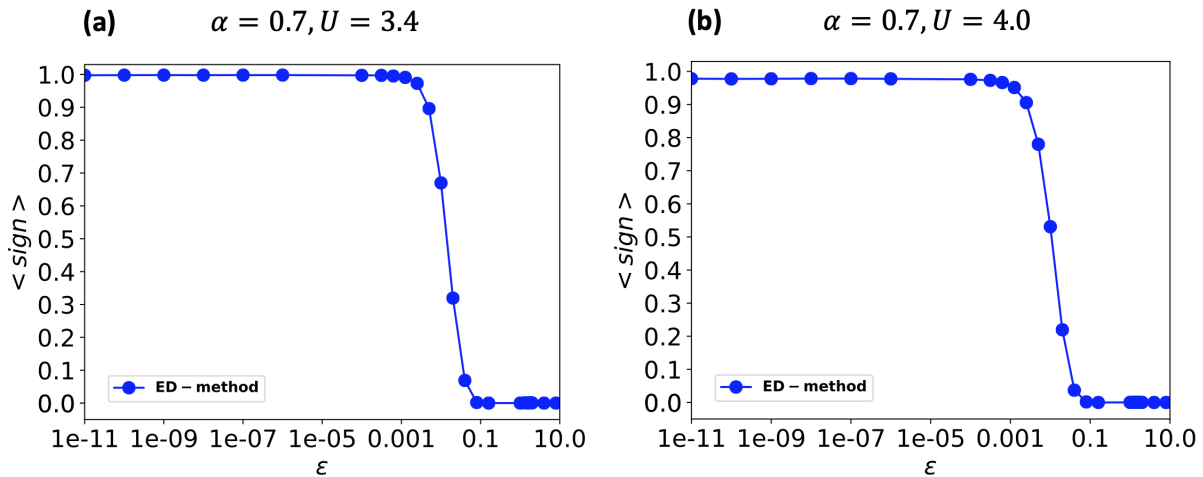 (a) α = 0.7, U = 3.4
1.0
0.9
0.8
0.7
0.6
0.5
0.4
0.3
0.2
0.1
0.0
< sign >
ED − method
1e-11 1e-09 1e-07 1e-05 0.001 0.1 10.0
ε
(b) α = 0.7, U = 4.0
1.0
0.9
0.8
0.7
0.6
0.5
0.4
0.3
0.2
0.1
0.0
< sign >
ED − method
1e-11 1e-09 1e-07 1e-05 0.001 0.1 10.0
ε